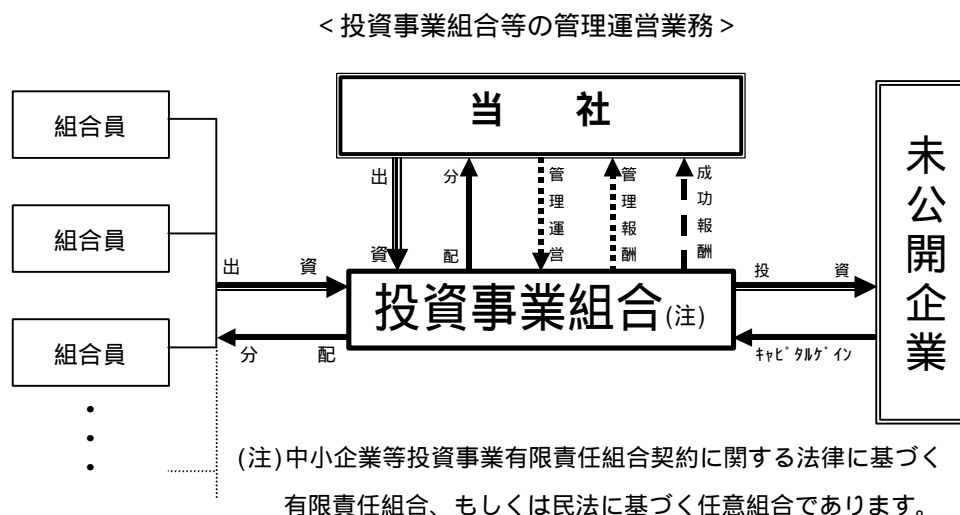 <投資事業組合等の管理運営業務>
当　社
組合員
組合員
組合員
・
・
・
出資
分配
管理運営
管理報酬
成功報酬
出　資
分　配
投資事業組合(注)
投　資
ｷｬﾋﾟﾀﾙｹﾞｲﾝ
未公開企業
(注)中小企業等投資事業有限責任組合契約に関する法律に基づく
有限責任組合、もしくは民法に基づく任意組合であります。